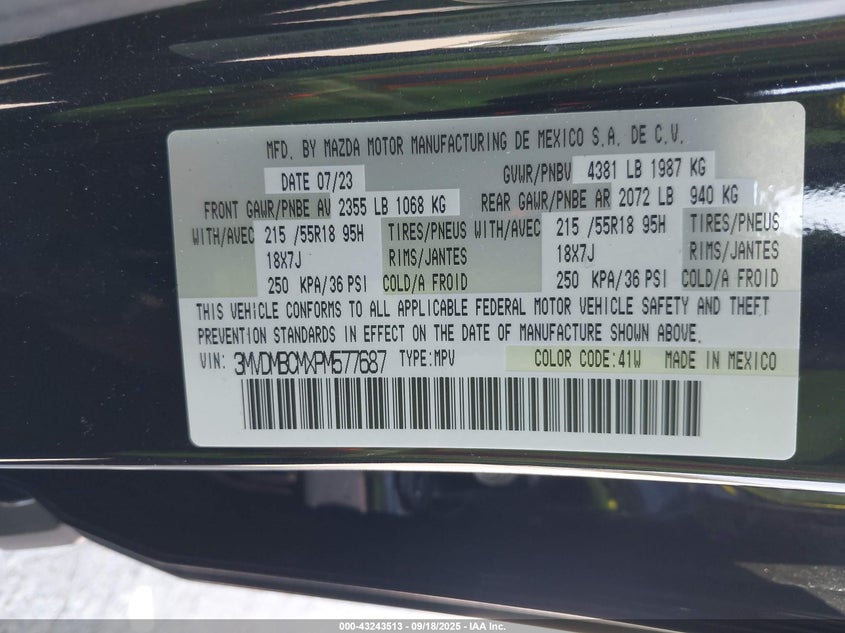 MFD. BY MAZDA MOTOR MANUFACTURING DE MEXICO S.A. DE C.V.
DATE 07/23 GVWR/PNBV 4381 LB 1987 KG
FRONT GAWR/PNBE AV 2355 LB 1068 KG REAR GAWR/PNBE AR 2072 LB 940 KG
WITH/AVEC 215 /55R18 95H TIRES/PNEUS WITH/AVEC 215 /55R18 95H TIRES/PNEUS
18X7J RIMS/JANTES 18X7J RIMS/JANTES
250 KPA/36 PSI COLD/A FROID 250 KPA/36 PSI COLD/A FROID
THIS VEHICLE CONFORMS TO ALL APPLICABLE FEDERAL MOTOR VEHICLE SAFETY AND THEFT
PREVENTION STANDARDS IN EFFECT ON THE DATE OF MANUFACTURE SHOWN ABOVE.
VIN: 3MVDMBCMXPM577687 TYPE:MPV COLOR CODE:41W MADE IN MEXICO
000-43243513 - 09/18/2025 - IAA Inc.